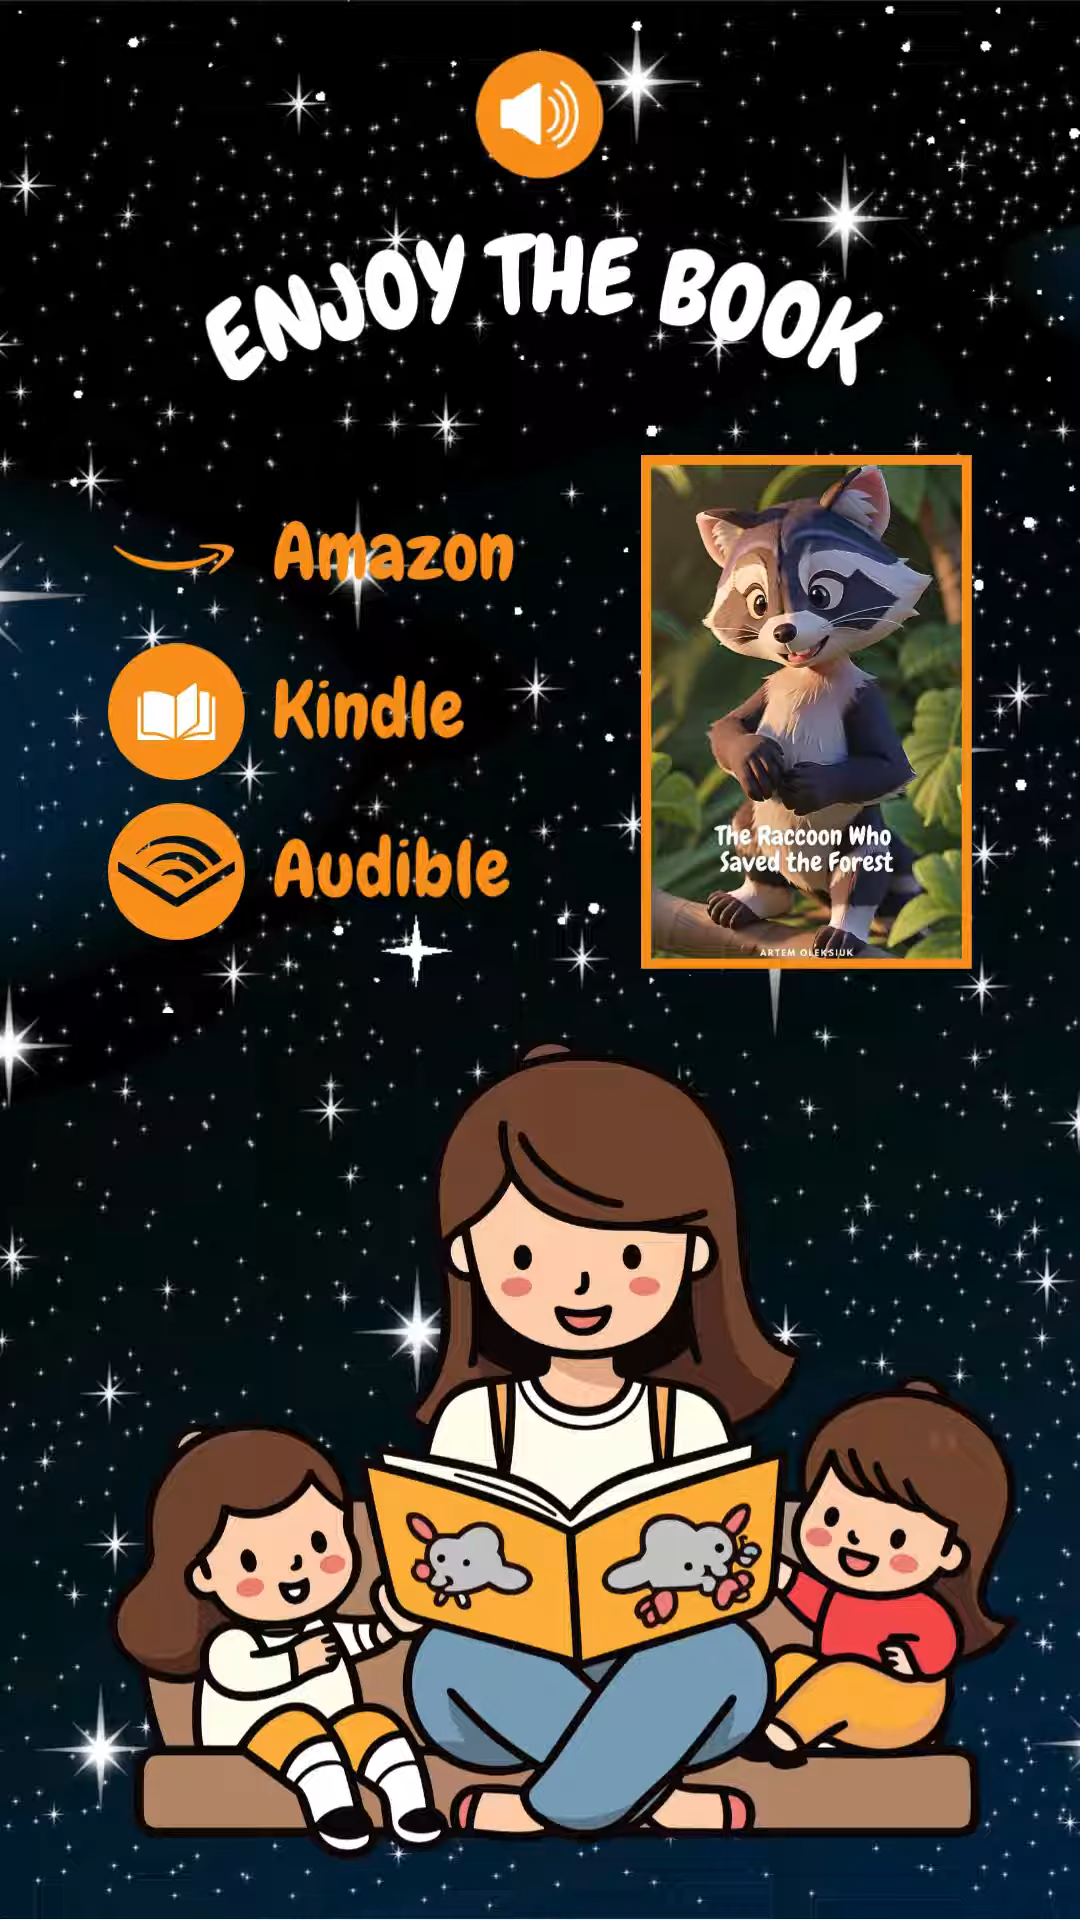 ENJOY THE BOOK
Amazon
Kindle
Audible
The Raccoon Who
Saved the Forest
ARTEM OLEKSIUK